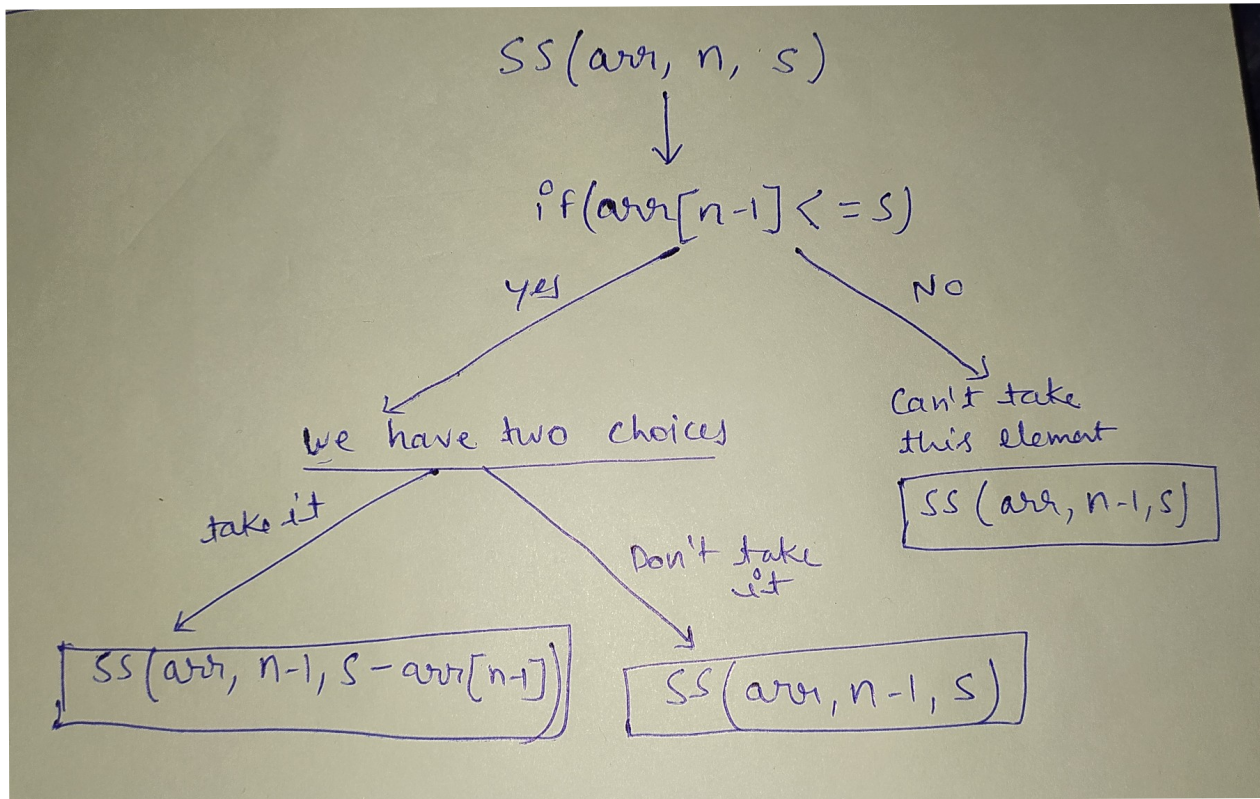 SS(arr, n, s)
if(arr[n-1] <= s)
yes
NO
we have two choices
Can't take
this element
SS(arr, n-1, s)
take it
Don't take
it
SS(arr, n-1, s-arr[n-1])
SS(arr, n-1, s)